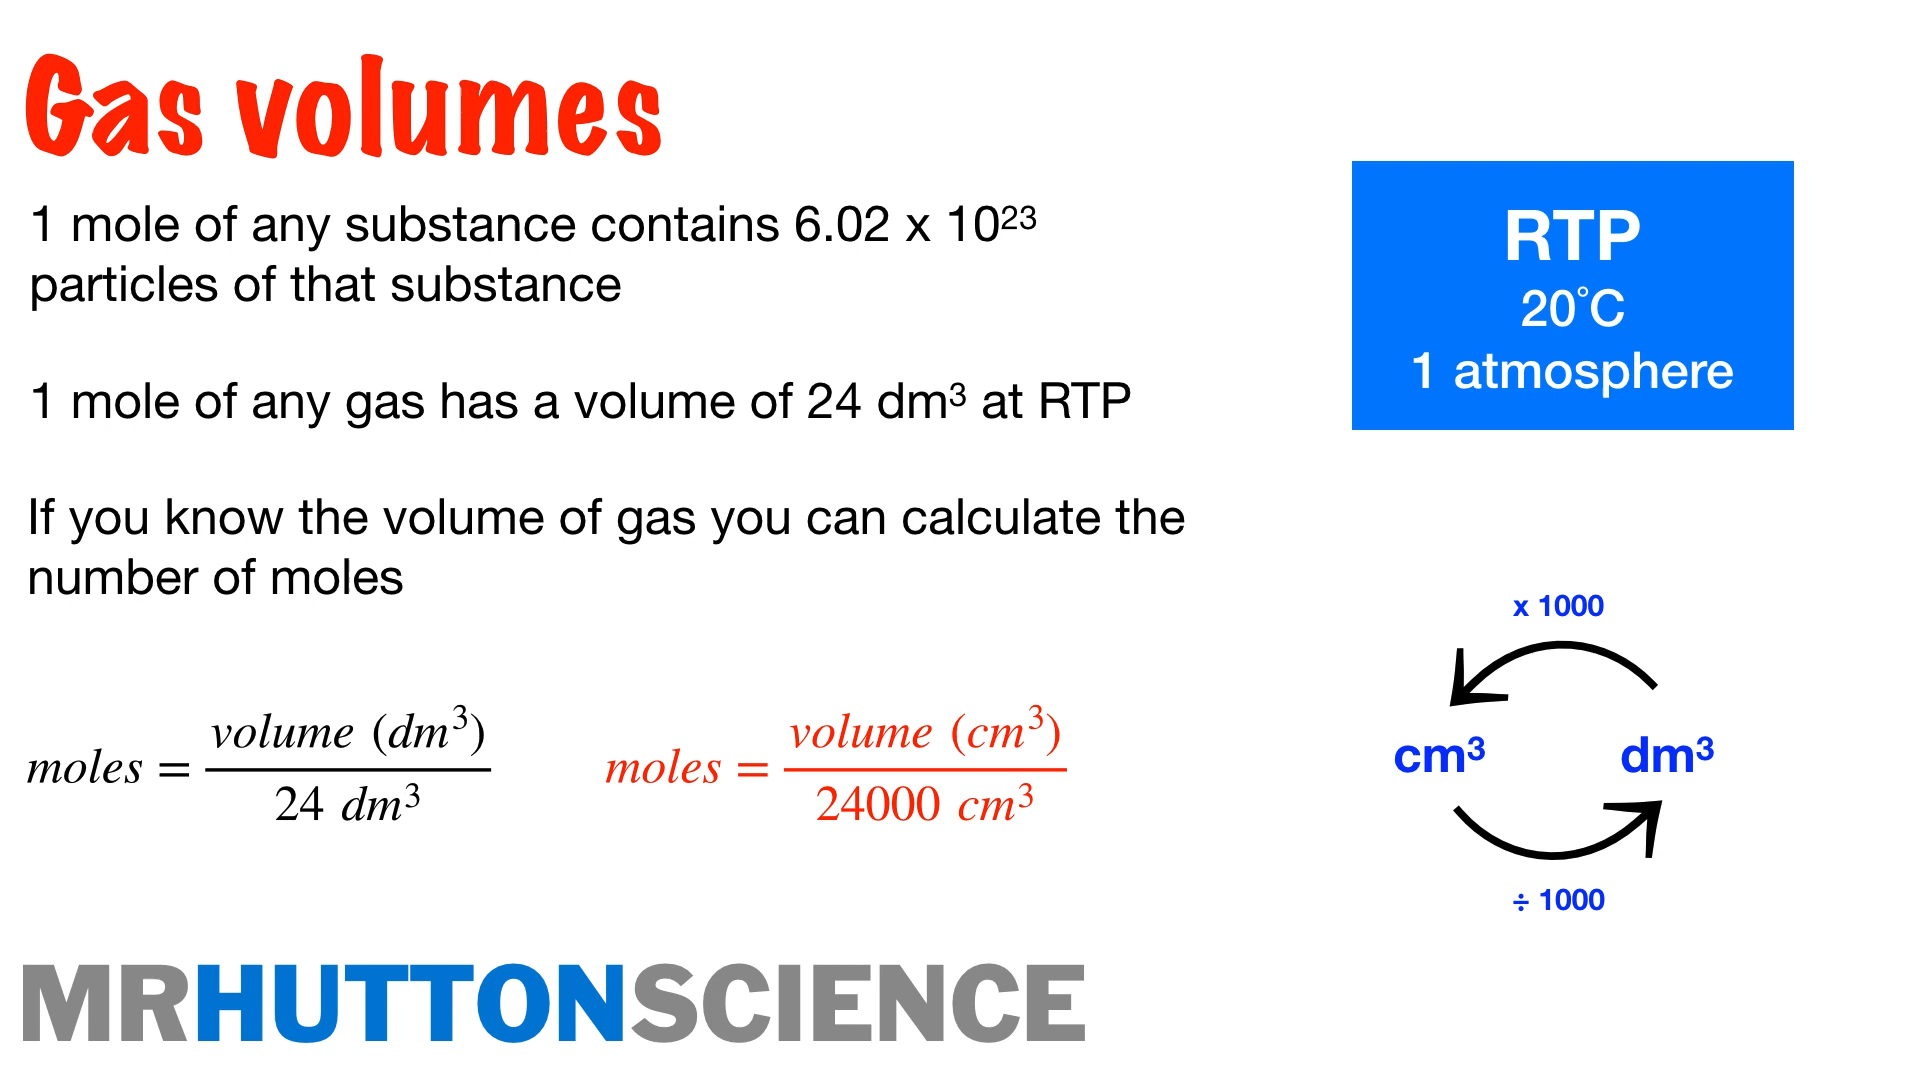 Gas volumes
1 mole of any substance contains 6.02 x 10²³
particles of that substance
1 mole of any gas has a volume of 24 dm³ at RTP
If you know the volume of gas you can calculate the
number of moles
moles = volume (dm³) / 24 dm³
moles = volume (cm³) / 24000 cm³
RTP
20°C
1 atmosphere
x 1000
cm³ dm³
÷ 1000
MRHUTTONSCIENCE